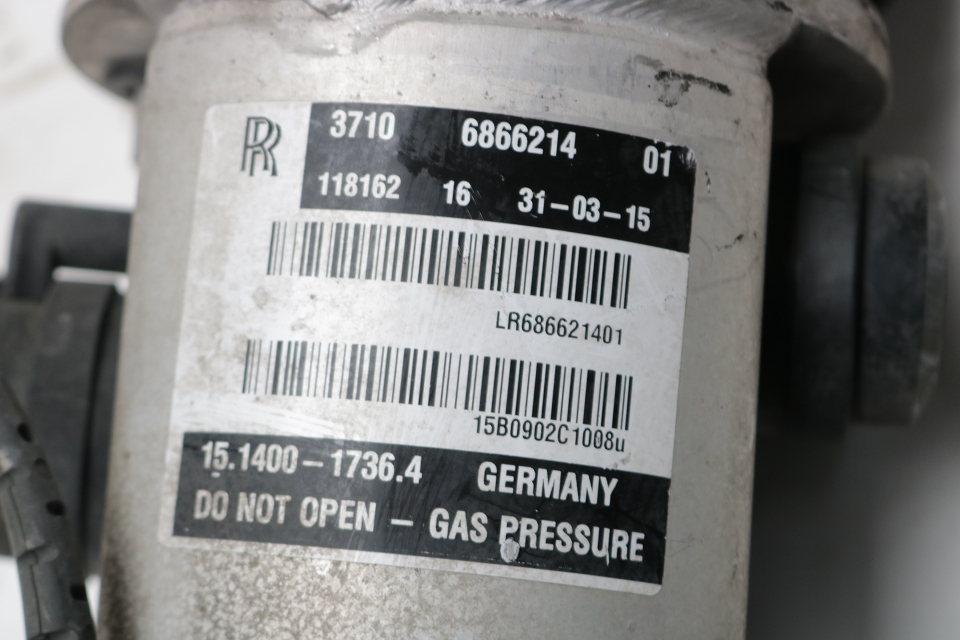 RR
3710 6866214 01
118162 16 31-03-15
LR686621401
15B0902C1008u
15.1400-1736.4 GERMANY
DO NOT OPEN - GAS PRESSURE